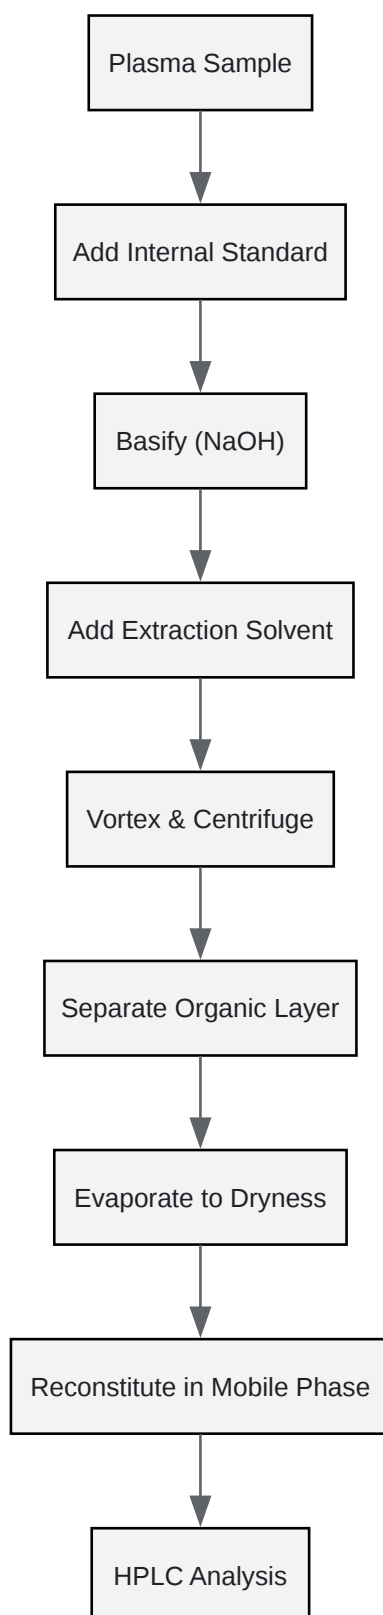 Plasma Sample
Add Internal Standard
Basify (NaOH)
Add Extraction Solvent
Vortex & Centrifuge
Separate Organic Layer
Evaporate to Dryness
Reconstitute in Mobile Phase
HPLC Analysis